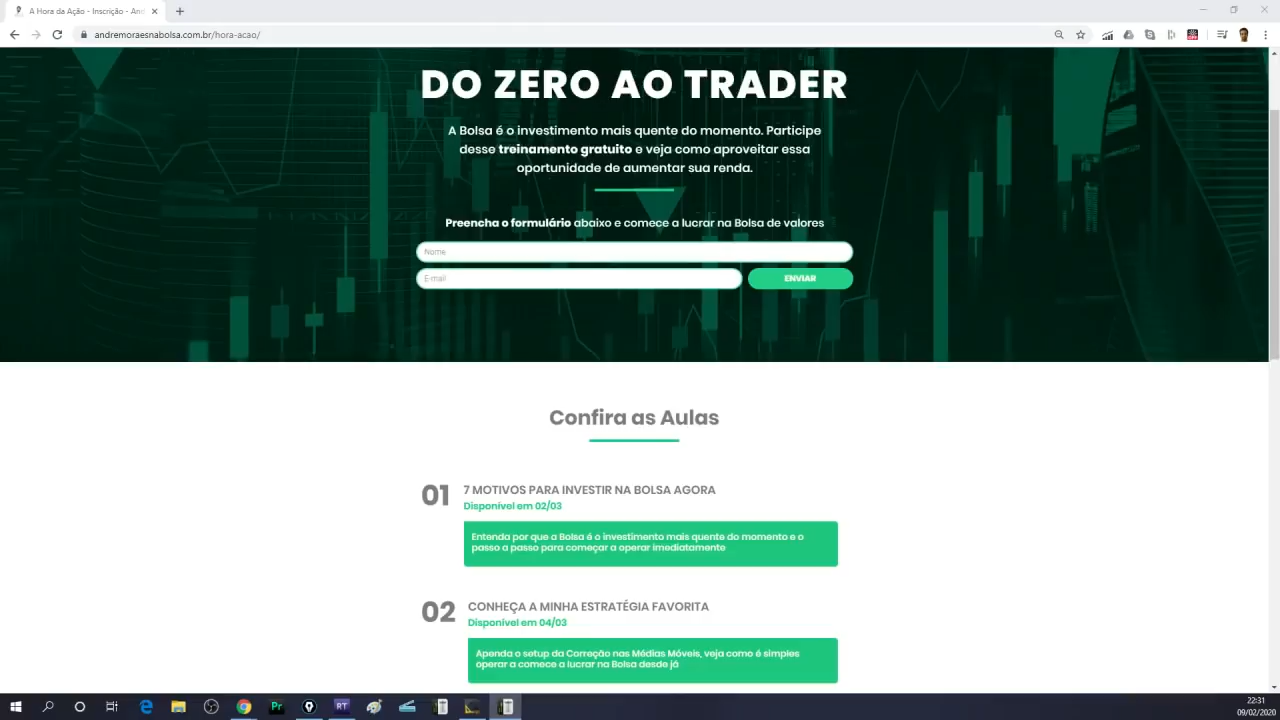 A Hora da Ação - Inscrição - And
andremoraesnabolsa.com.br/hora-acao/
DO ZERO AO TRADER
A Bolsa é o investimento mais quente do momento. Participe
desse treinamento gratuito e veja como aproveitar essa
oportunidade de aumentar sua renda.
Preencha o formulário abaixo e comece a lucrar na Bolsa de valores
Nome
E-mail
ENVIAR
Confira as Aulas
01
7 MOTIVOS PARA INVESTIR NA BOLSA AGORA
Disponível em 02/03
Entenda por que a Bolsa é o investimento mais quente do momento e o
passo a passo para começar a operar imediatamente
02
CONHEÇA A MINHA ESTRATÉGIA FAVORITA
Disponível em 04/03
Apenda o setup da Correção nas Médias Móveis, veja como é simples
operar a comece a lucrar na Bolsa desde já
Pr
RT
22:31
09/02/2020